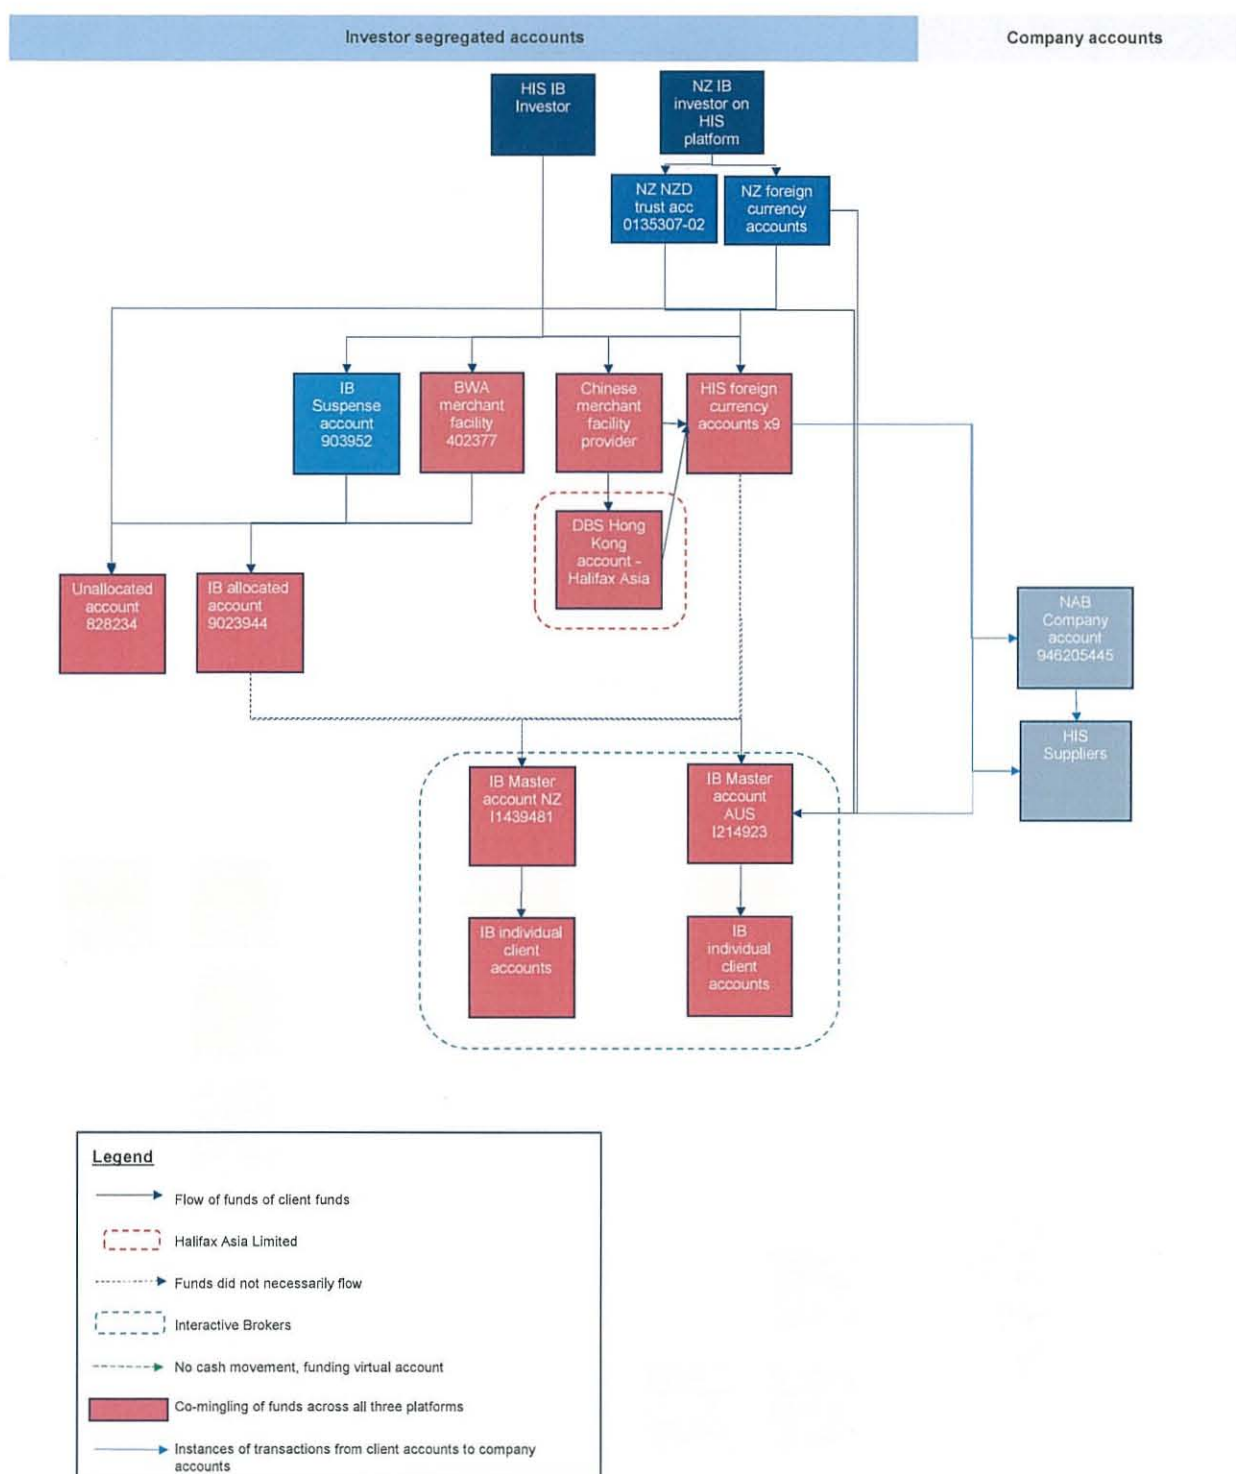 Investor segregated accounts
Company accounts
HIS IB
Investor
NZ IB
investor on
HIS
platform
NZ NZD
trust acc
0135307-02
NZ foreign
currency
accounts
IB
Suspense
account
903952
BWA
merchant
facility
402377
Chinese
merchant
facility
provider
HIS foreign
currency
accounts x9
DBS Hong
Kong
account -
Halifax Asia
Unallocated
account
828234
IB allocated
account
9023944
NAB
Company
account
946205445
HIS
Suppliers
IB Master
account NZ
I1439481
IB Master
account
AUS
I214923
IB individual
client
accounts
IB
individual
client
accounts
Legend
Flow of funds of client funds
Halifax Asia Limited
Funds did not necessarily flow
Interactive Brokers
No cash movement, funding virtual account
Co-mingling of funds across all three platforms
Instances of transactions from client accounts to company
accounts